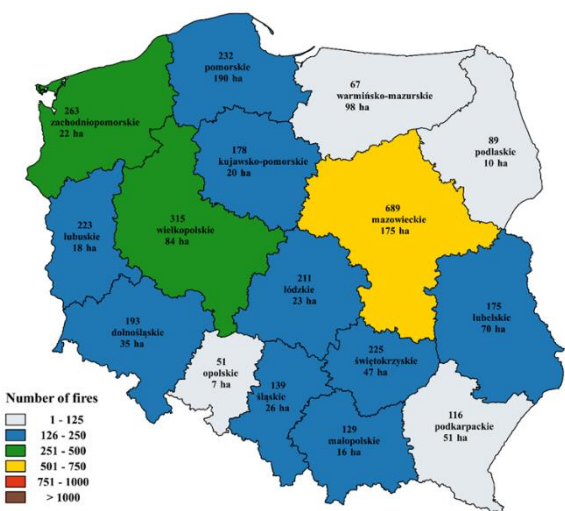 232
pomorskie
190 ha
67
warmińsko-mazurskie
98 ha
263
zachodniopomorskie
22 ha
89
podlaskie
10 ha
178
kujawsko-pomorskie
20 ha
689
mazowieckie
175 ha
315
wielkopolskie
84 ha
223
lubuskie
18 ha
211
łódzkie
23 ha
175
lubelskie
70 ha
193
dolnośląskie
35 ha
225
świętokrzyskie
47 ha
51
opolskie
7 ha
139
śląskie
26 ha
116
podkarpackie
51 ha
129
małopolskie
16 ha
Number of fires
1 - 125
126 - 250
251 - 500
501 - 750
751 - 1000
> 1000